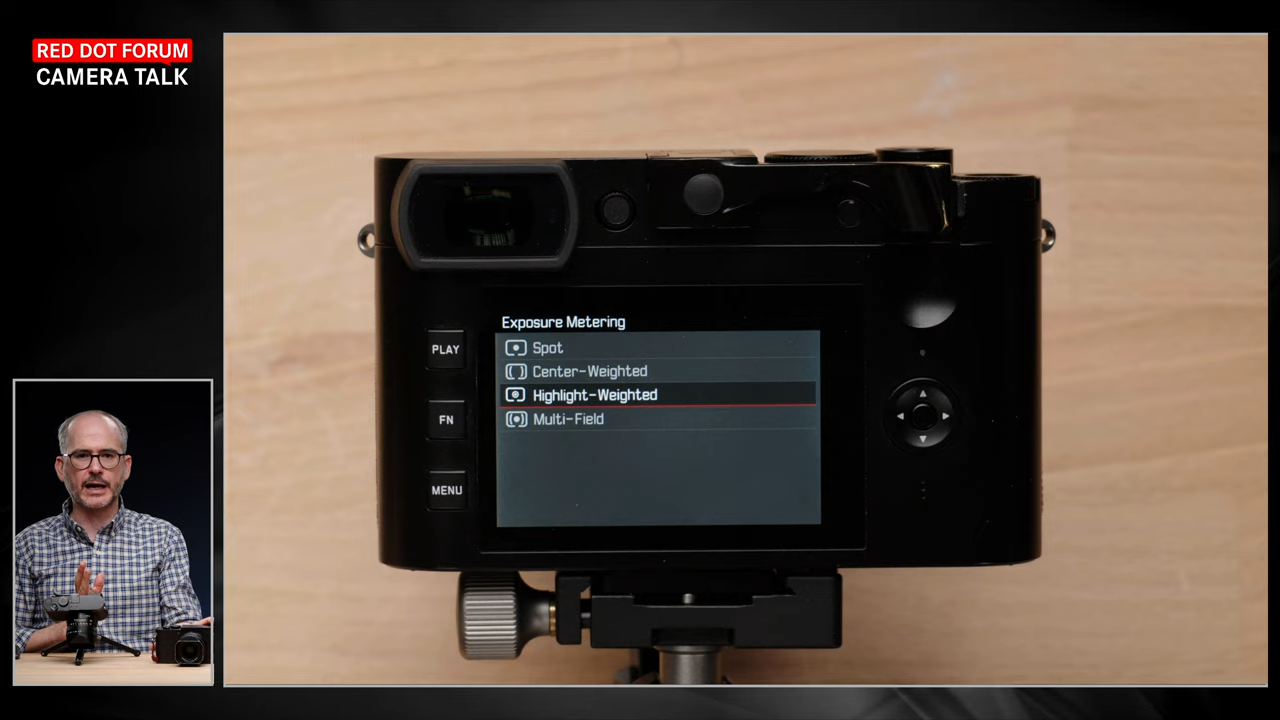 RED DOT FORUM
CAMERA TALK
Exposure Metering
Spot
Center-Weighted
Highlight-Weighted
Multi-Field
PLAY
FN
MENU